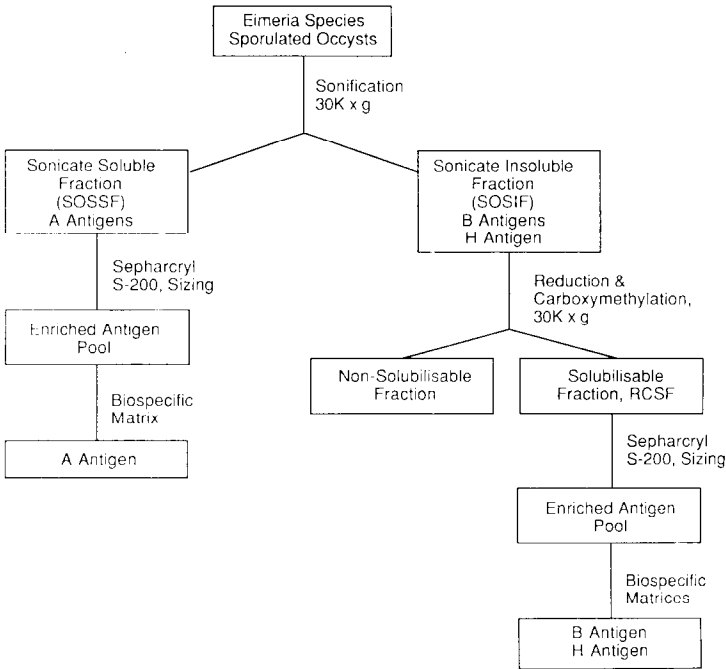 Eimeria Species
Sporulated Occysts
Sonification
30K x g
Sonicate Soluble
Fraction
(SOSSF)
A Antigens
Sonicate Insoluble
Fraction
(SOSIF)
B Antigens
H Antigen
Sepharcryl
S-200, Sizing
Reduction &
Carboxymethylation,
30K x g
Enriched Antigen
Pool
Non-Solubilisable
Fraction
Solubilisable
Fraction, RCSF
Biospecific
Matrix
Sepharcryl
S-200, Sizing
A Antigen
Enriched Antigen
Pool
Biospecific
Matrices
B Antigen
H Antigen